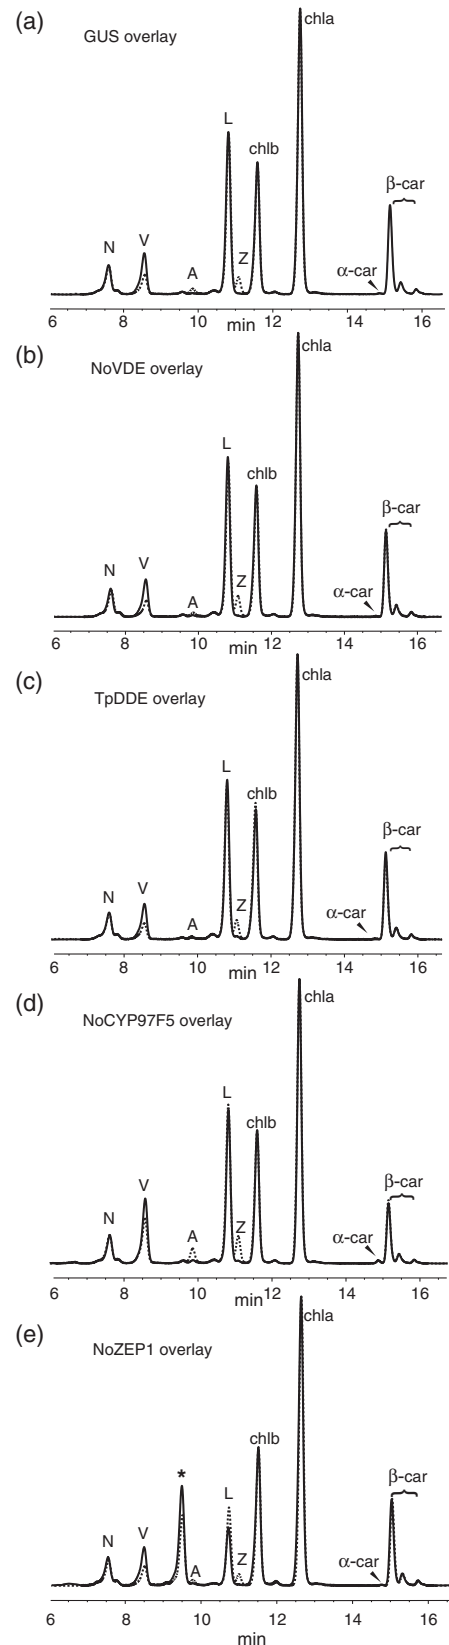 (a)
GUS overlay
chla
L
chlb
β-car
N
V
A
Z
α-car
6 8 10 12 14 16
min
(b)
NoVDE overlay
chla
L
chlb
β-car
N
V
A
Z
α-car
6 8 10 12 14 16
min
(c)
TpDDE overlay
chla
L
chlb
β-car
N
V
A
Z
α-car
6 8 10 12 14 16
min
(d)
NoCYP97F5 overlay
chla
L
chlb
β-car
N
V
A
Z
α-car
6 8 10 12 14 16
min
(e)
NoZEP1 overlay
chla
*
L
chlb
β-car
N
V
A
Z
α-car
6 8 10 12 14 16
min